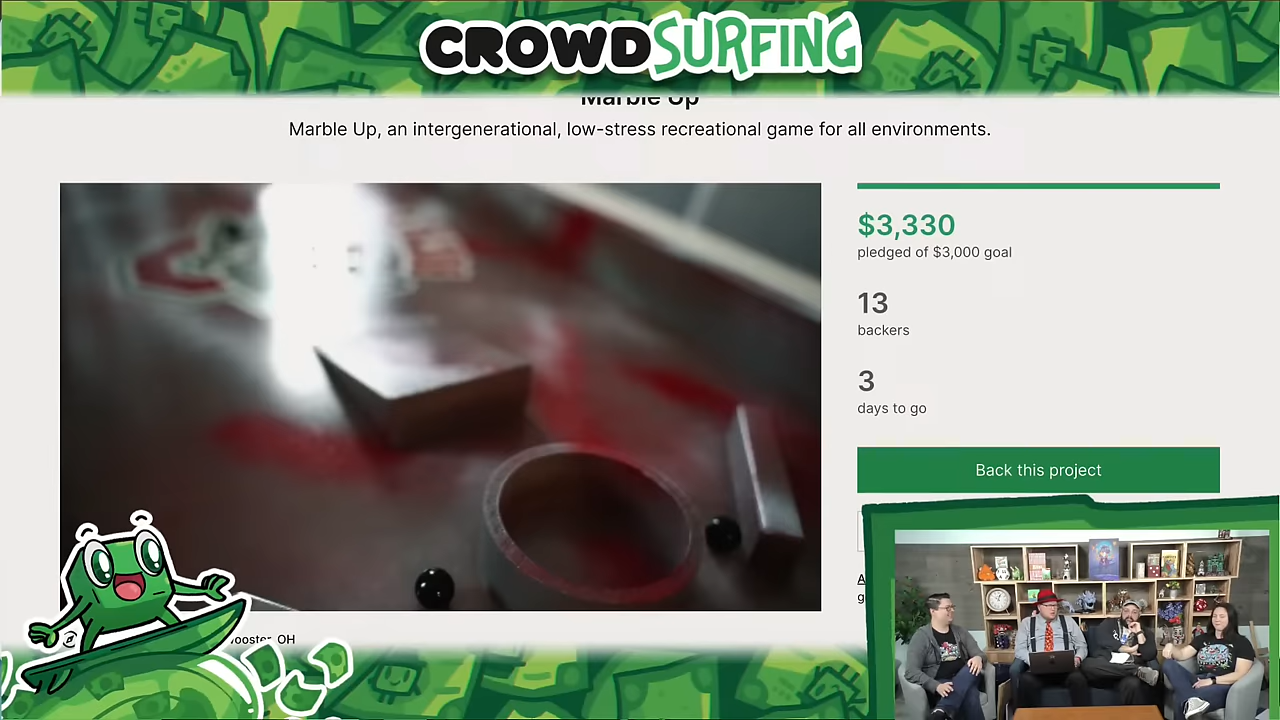 CROWDSURFING
Marble Up
Marble Up, an intergenerational, low-stress recreational game for all environments.
$3,330
pledged of $3,000 goal
13
backers
3
days to go
Back this project
ooster, OH